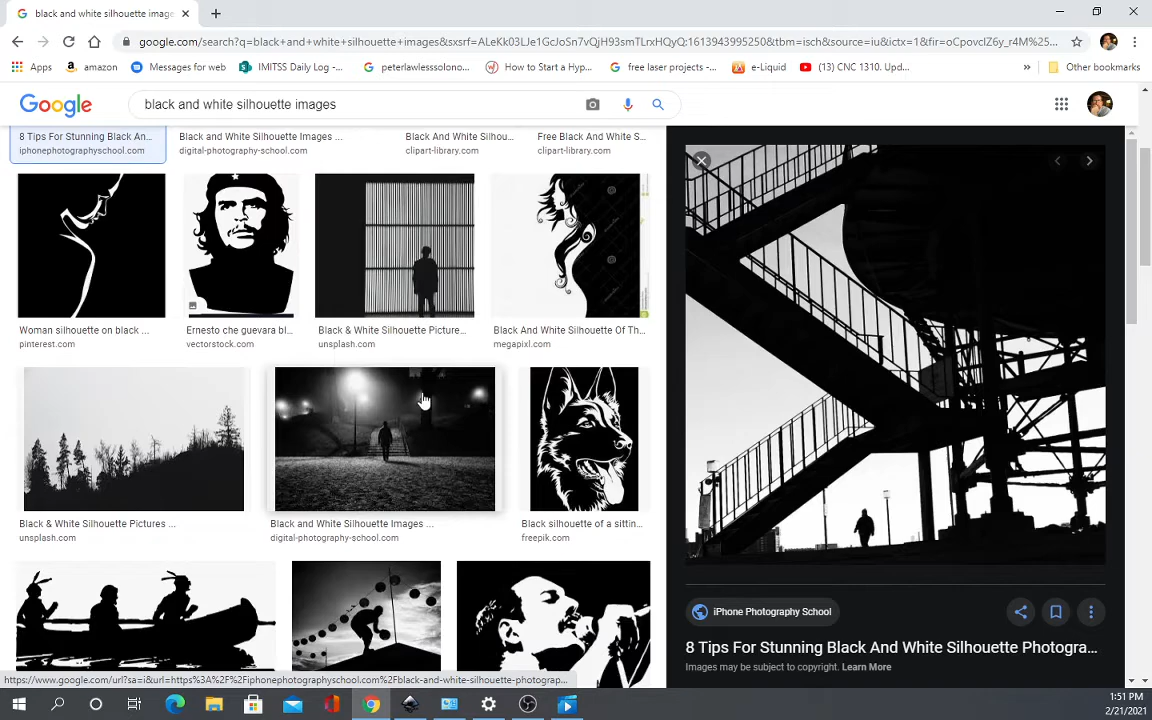 black and white silhouette image
google.com/search?q=black+and+white+silhouette+images&sxsrf=ALeKk03LJe1GcJoSn7vQjH93smTLrxHQyQ:1613943995250&tbm=isch&source=iu&ictx=1&fir=oCpovclZ6y_r4M%25...
Apps amazon Messages for web IMITSS Daily Log -... peterlawlesssolono... How to Start a Hyp... free laser projects -... e-Liquid (13) CNC 1310. Upd... » Other bookmarks
Google black and white silhouette images
8 Tips For Stunning Black An... Black and White Silhouette Images ... Black And White Silhou... Free Black And White S...
iphonephotographyschool.com digital-photography-school.com clipart-library.com clipart-library.com
Woman silhouette on black ... Ernesto che guevara bl... Black & White Silhouette Picture... Black And White Silhouette Of Th...
pinterest.com vectorstock.com unsplash.com megapixl.com
Black & White Silhouette Pictures ... Black and White Silhouette Images ... Black silhouette of a sittin...
unsplash.com digital-photography-school.com freepik.com
iPhone Photography School
8 Tips For Stunning Black And White Silhouette Photogra...
Images may be subject to copyright. Learn More
https://www.google.com/url?sa=i&url=https%3A%2F%2Fiphonephotographyschool.com%2Fblack-and-white-silhouette-photograp...
1:51 PM
2/21/2021